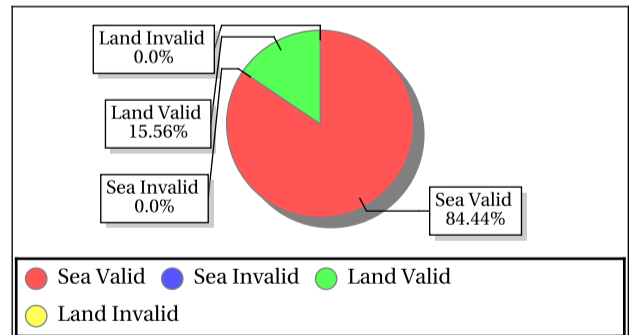 Land Invalid
0.0%
Land Valid
15.56%
Sea Invalid
0.0%
Sea Valid
84.44%
Sea Valid Sea Invalid Land Valid
Land Invalid